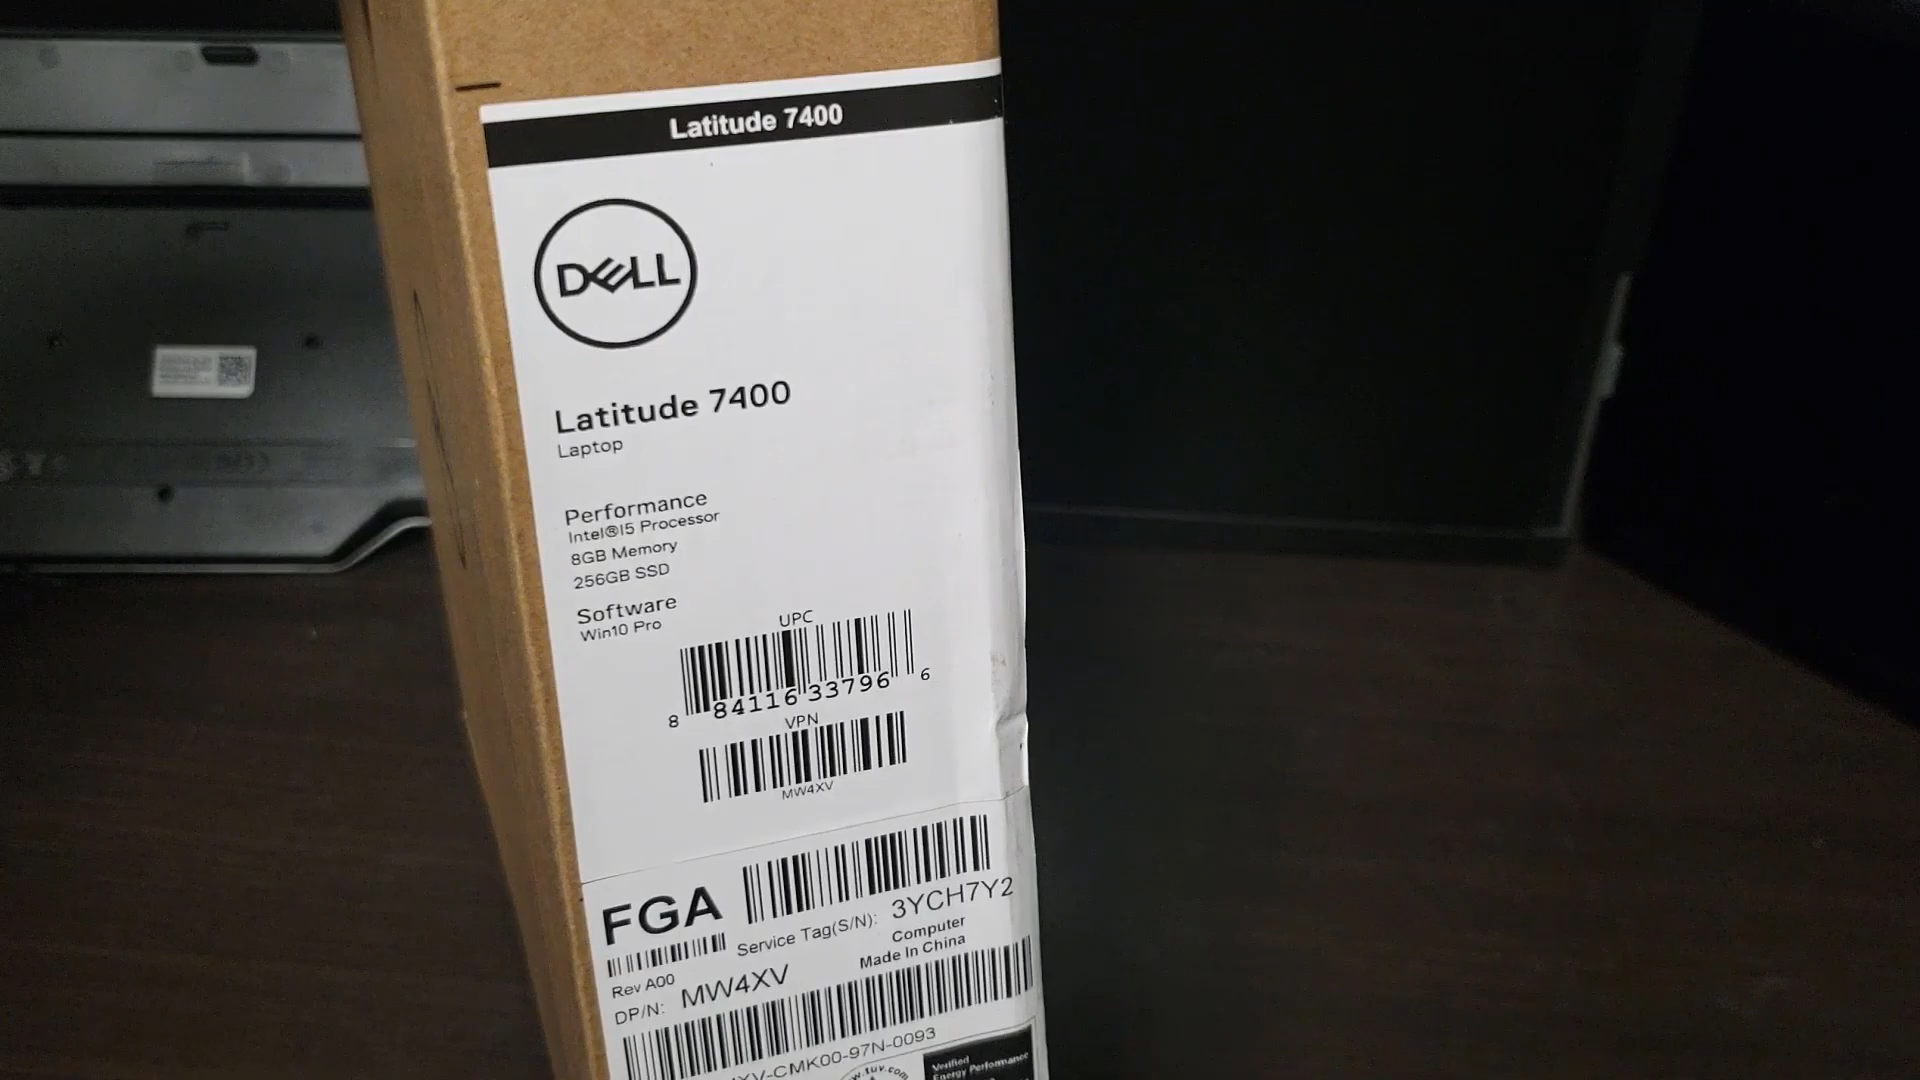 Latitude 7400
DELL
Latitude 7400
Laptop
Performance
Intel®I5 Processor
8GB Memory
256GB SSD
Software
Win10 Pro
UPC
8 84116 33796 6
VPN
MW4XV
FGA
Service Tag(S/N): 3YCH7Y2
Computer
Made In China
Rev A00
DP/N: MW4XV
XV-CMK00-97N-0093
w.tuv.com
Verified
Energy Performance